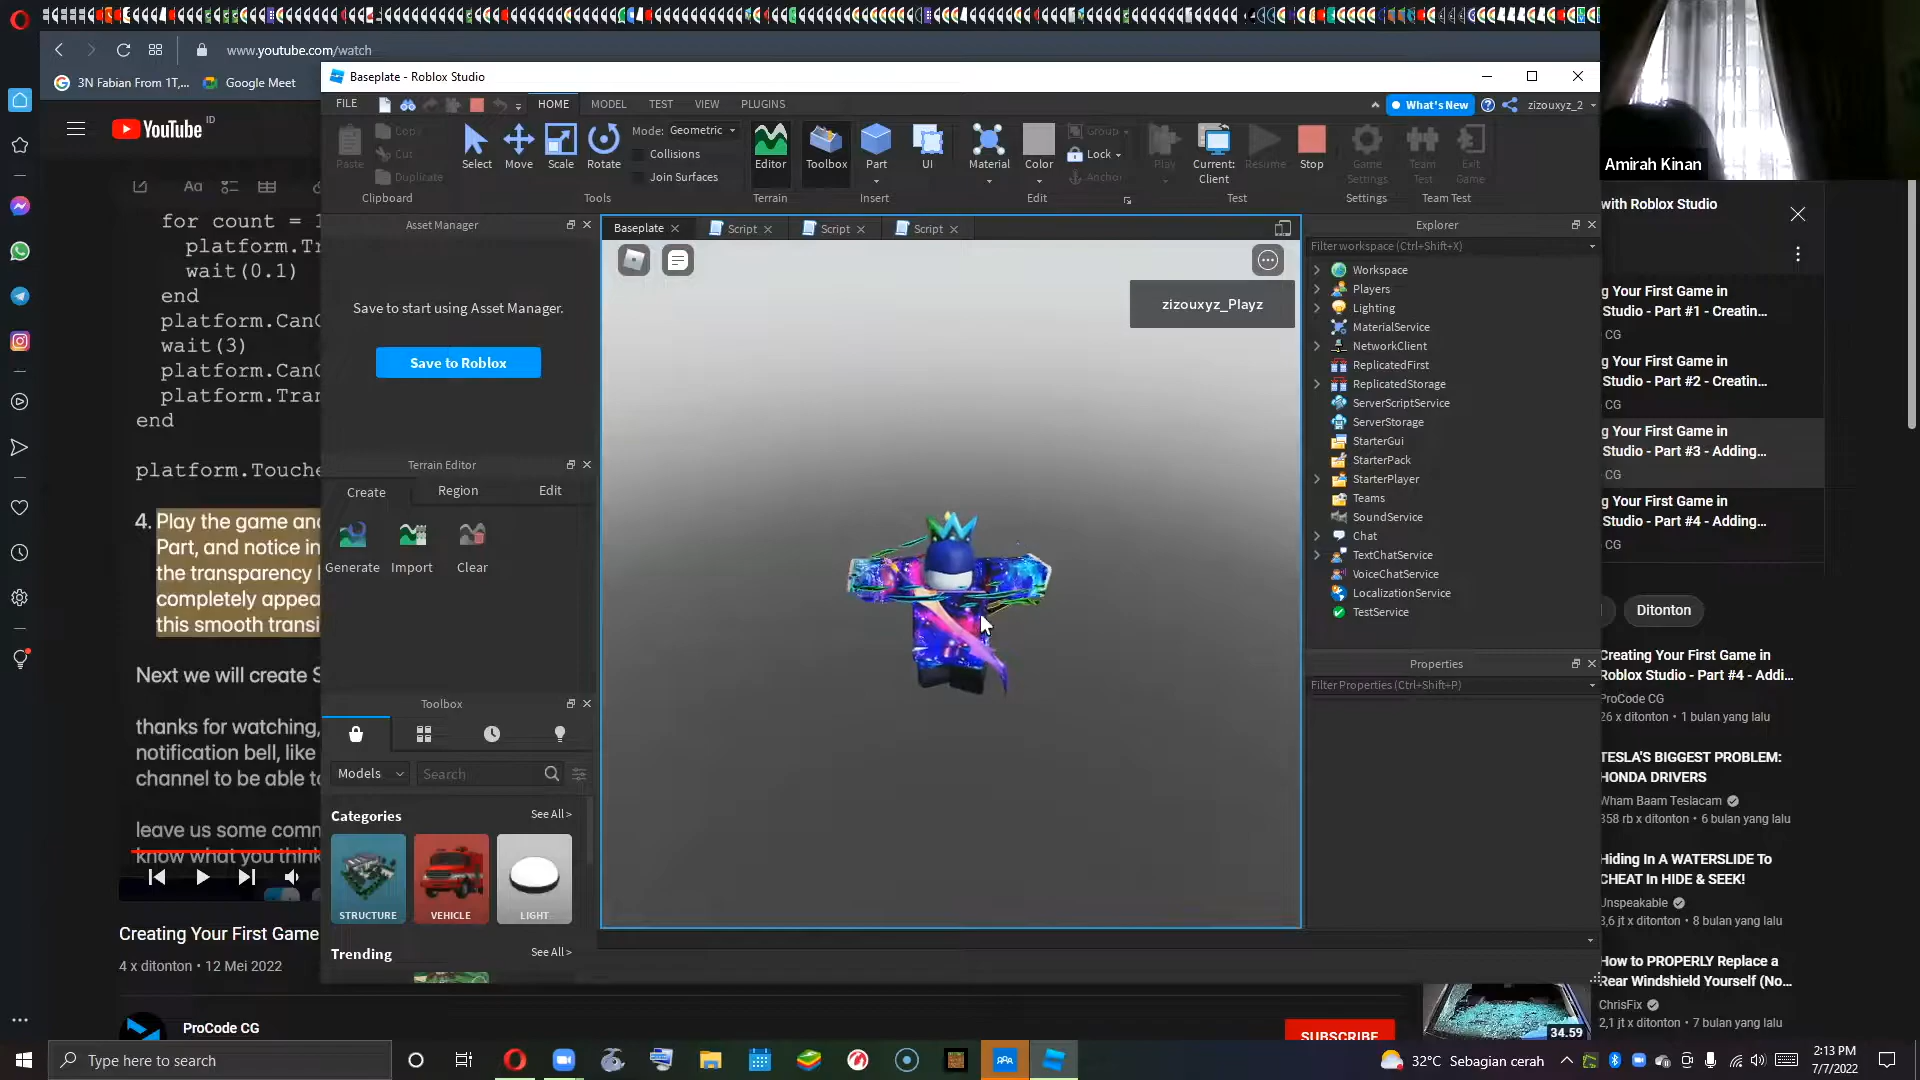 www.youtube.com/watch
3N Fabian From 1T,...
Google Meet
Baseplate - Roblox Studio
Amirah Kinan
FILE
HOME
MODEL
TEST
VIEW
PLUGINS
What's New
zizouxyz_2
Paste
Copy
Cut
Duplicate
Clipboard
Select
Move
Scale
Rotate
Mode: Geometric
Collisions
Join Surfaces
Tools
Editor
Terrain
Toolbox
Part
UI
Insert
Material
Color
Group
Lock
Anchor
Edit
Play
Current:
Client
Resume
Stop
Test
Game
Settings
Settings
Team
Test
Exit
Game
Team Test
YouTube ID
Aa
for count = 1
platform.Tr
wait(0.1)
end
platform.Can
wait(3)
platform.Can
platform.Tran
end
platform.Touche
4. Play the game and
Part, and notice in
the transparency
completely appea
this smooth transi
Next we will create S
thanks for watching,
notification bell, like
channel to be able to
leave us some comm
know what you think
Creating Your First Game
4 x ditonton • 12 Mei 2022
ProCode CG
SUBSCRIBE
Asset Manager
Save to start using Asset Manager.
Save to Roblox
Terrain Editor
Create
Region
Edit
Generate
Import
Clear
Toolbox
Models
Search
Categories
See All >
STRUCTURE
VEHICLE
LIGHT
Trending
See All >
Baseplate
Script
Script
Script
zizouxyz_Playz
Explorer
Filter workspace (Ctrl+Shift+X)
Workspace
Players
Lighting
MaterialService
NetworkClient
ReplicatedFirst
ReplicatedStorage
ServerScriptService
ServerStorage
StarterGui
StarterPack
StarterPlayer
Teams
SoundService
Chat
TextChatService
VoiceChatService
LocalizationService
TestService
Properties
Filter Properties (Ctrl+Shift+P)
with Roblox Studio
g Your First Game in
Studio - Part #1 - Creatin...
CG
g Your First Game in
Studio - Part #2 - Creatin...
CG
g Your First Game in
Studio - Part #3 - Adding...
CG
g Your First Game in
Studio - Part #4 - Adding...
CG
Ditonton
Creating Your First Game in
Roblox Studio - Part #4 - Addi...
ProCode CG
26 x ditonton • 1 bulan yang lalu
TESLA'S BIGGEST PROBLEM:
HONDA DRIVERS
Wham Baam Teslacam
358 rb x ditonton • 6 bulan yang lalu
Hiding In A WATERSLIDE To
CHEAT In HIDE & SEEK!
Unspeakable
3,6 jt x ditonton • 8 bulan yang lalu
How to PROPERLY Replace a
Rear Windshield Yourself (No...
ChrisFix
2,1 jt x ditonton • 7 bulan yang lalu
34.59
Type here to search
32°C Sebagian cerah
2:13 PM
7/7/2022